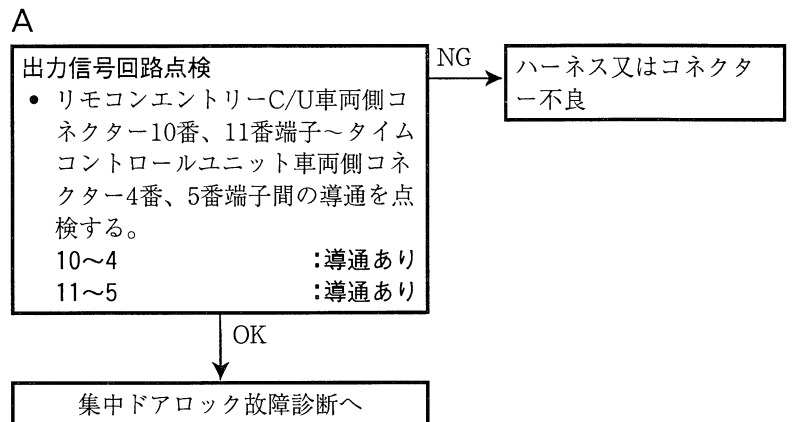 A
出力信号回路点検
● リモコンエントリーC/U車両側コ
ネクター10番、11番端子～タイム
コントロールユニット車両側コネ
クター4番、5番端子間の導通を点
検する。
10～4 :導通あり
11～5 :導通あり
NG
ハーネス又はコネクタ
ー不良
OK
集中ドアロック故障診断へ